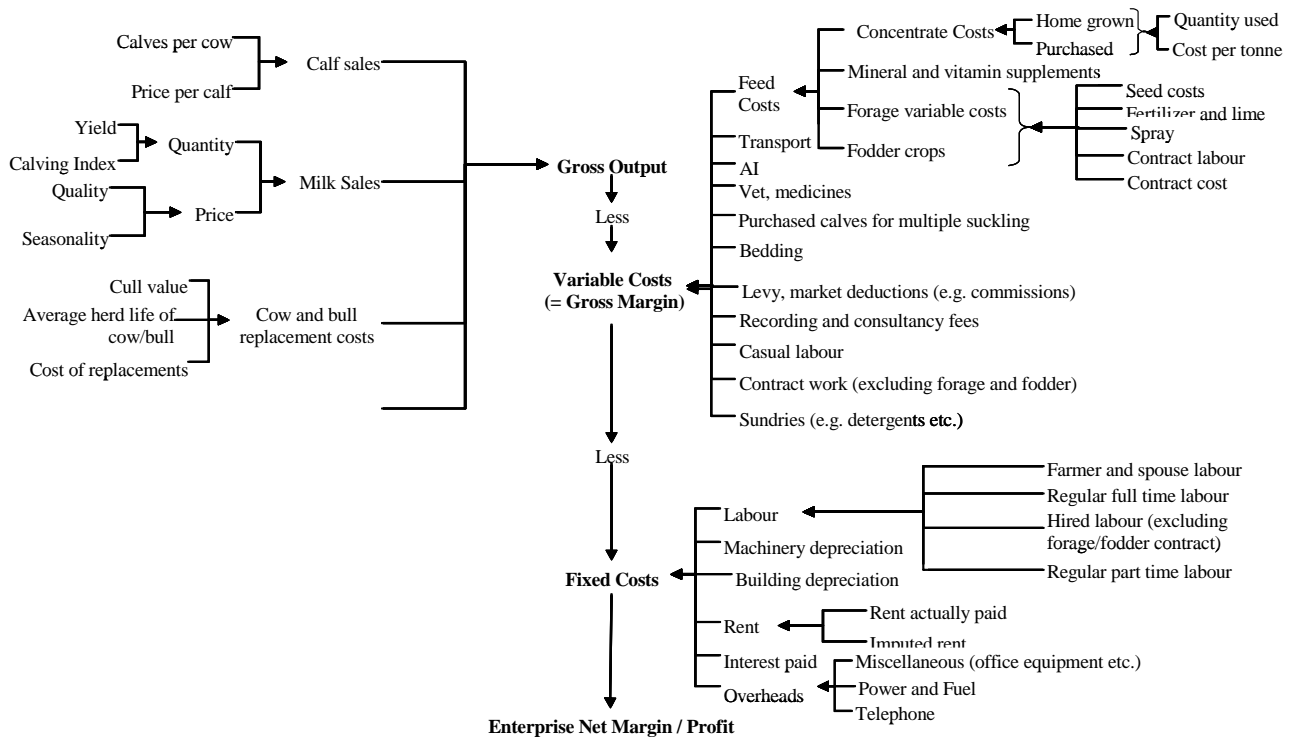 Calves per cow
Price per calf
Calf sales
Yield
Calving Index
Quantity
Quality
Seasonality
Price
Milk Sales
Cull value
Average herd life of
cow/bull
Cost of replacements
Cow and bull
replacement costs
Gross Output
Less
Variable Costs
(= Gross Margin)
Less
Fixed Costs
Enterprise Net Margin / Profit
Feed
Costs
Concentrate Costs
Home grown
Purchased
Quantity used
Cost per tonne
Mineral and vitamin supplements
Forage variable costs
Fodder crops
Seed costs
Fertilizer and lime
Spray
Contract labour
Contract cost
Transport
AI
Vet, medicines
Purchased calves for multiple suckling
Bedding
Levy, market deductions (e.g. commissions)
Recording and consultancy fees
Casual labour
Contract work (excluding forage and fodder)
Sundries (e.g. detergents etc.)
Labour
Farmer and spouse labour
Regular full time labour
Hired labour (excluding
forage/fodder contract)
Regular part time labour
Machinery depreciation
Building depreciation
Rent
Rent actually paid
Imputed rent
Interest paid
Overheads
Miscellaneous (office equipment etc.)
Power and Fuel
Telephone